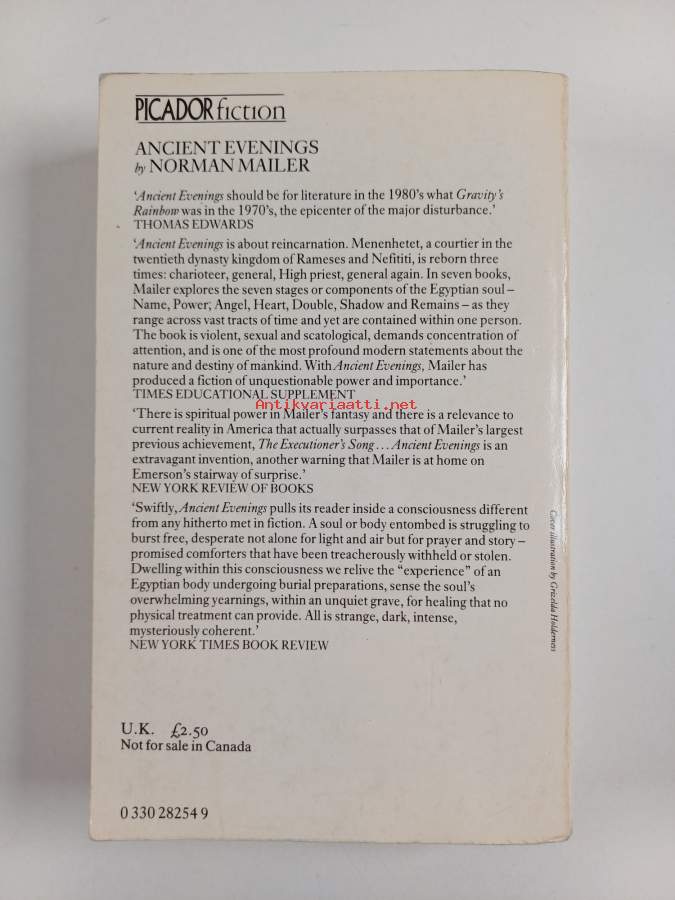 PICADOR fiction
ANCIENT EVENINGS
by NORMAN MAILER
‘Ancient Evenings should be for literature in the 1980’s what Gravity’s
Rainbow was in the 1970’s, the epicenter of the major disturbance.’
THOMAS EDWARDS
‘Ancient Evenings is about reincarnation. Menenhetet, a courtier in the
twentieth dynasty kingdom of Rameses and Nefititi, is reborn three
times: charioteer, general, High priest, general again. In seven books,
Mailer explores the seven stages or components of the Egyptian soul –
Name, Power, Angel, Heart, Double, Shadow and Remains – as they
range across vast tracts of time and yet are contained within one person.
The book is violent, sexual and scatological, demands concentration of
attention, and is one of the most profound modern statements about the
nature and destiny of mankind. With Ancient Evenings, Mailer has
produced a fiction of unquestionable power and importance.’
TIMES EDUCATIONAL SUPPLEMENT
Antikvariaatti.net
‘There is spiritual power in Mailer’s fantasy and there is a relevance to
current reality in America that actually surpasses that of Mailer’s largest
previous achievement, The Executioner’s Song . . . Ancient Evenings is an
extravagant invention, another warning that Mailer is at home on
Emerson’s stairway of surprise.’
NEW YORK REVIEW OF BOOKS
‘Swiftly, Ancient Evenings pulls its reader inside a consciousness different
from any hitherto met in fiction. A soul or body entombed is struggling to
burst free, desperate not alone for light and air but for prayer and story –
promised comforters that have been treacherously withheld or stolen.
Dwelling within this consciousness we relive the “experience” of an
Egyptian body undergoing burial preparations, sense the soul’s
overwhelming yearnings, within an unquiet grave, for healing that no
physical treatment can provide. All is strange, dark, intense,
mysteriously coherent.’
NEW YORK TIMES BOOK REVIEW
Cover illustration by Grizelda Holderness
U.K. £2.50
Not for sale in Canada
0 330 28254 9